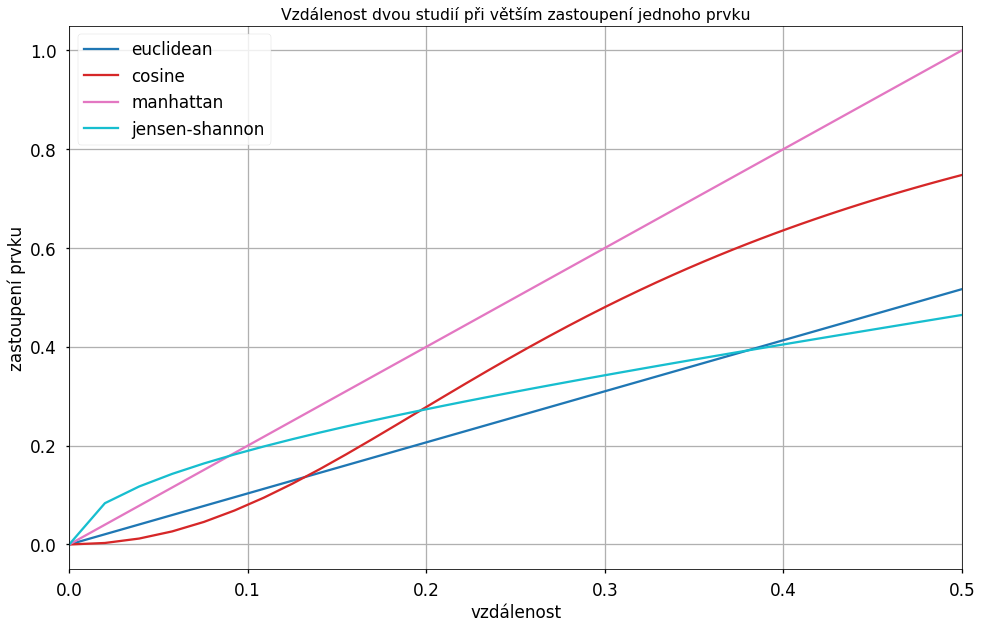 Vzdálenost dvou studií při větším zastoupení jednoho prvku
euclidean
cosine
manhattan
jensen-shannon
1.0
0.8
0.6
0.4
0.2
0.0
zastoupení prvku
0.0 0.1 0.2 0.3 0.4 0.5
vzdálenost